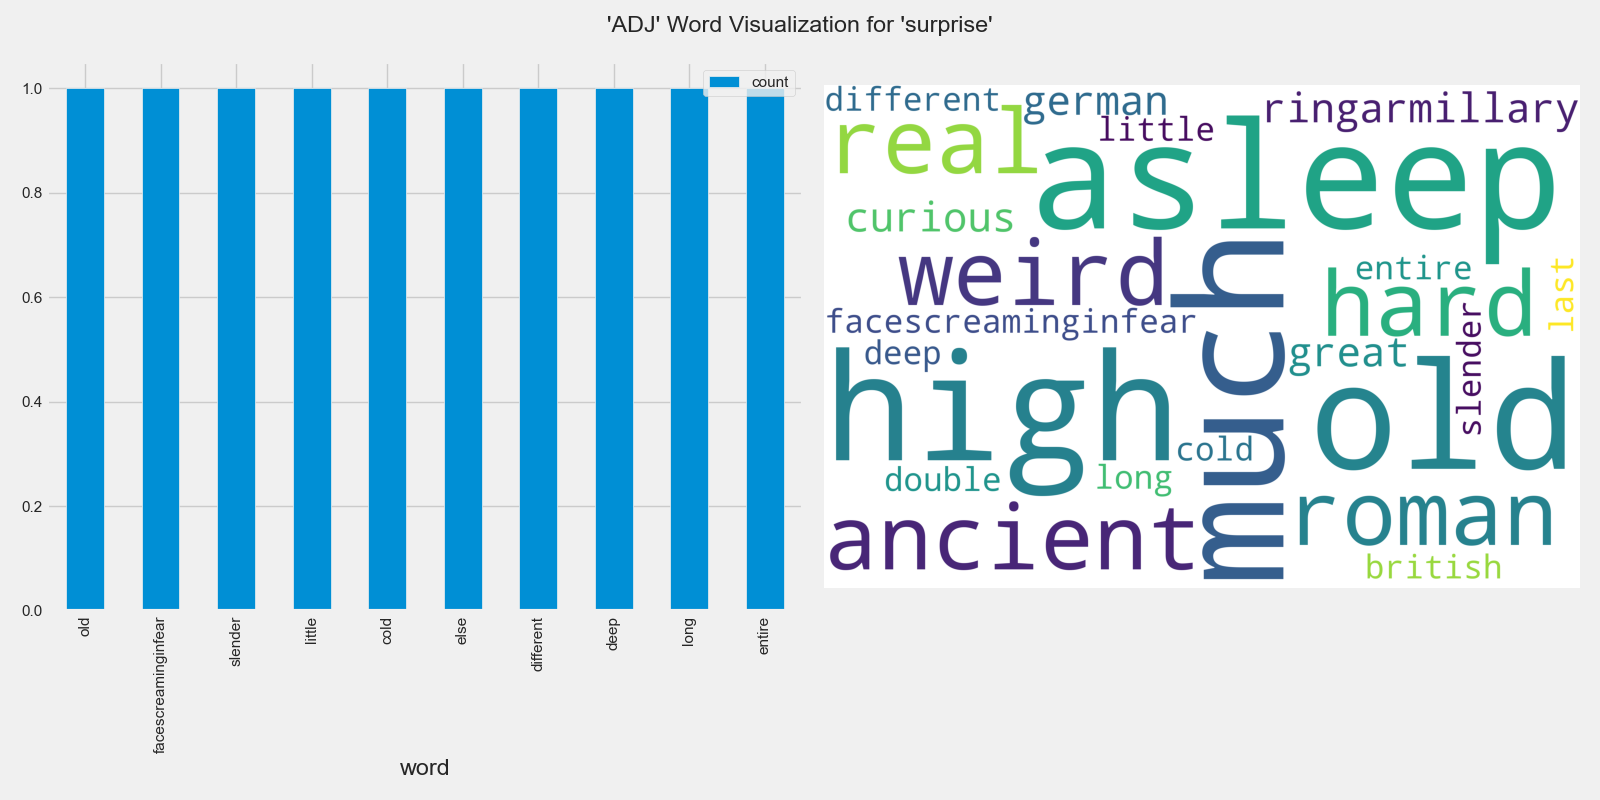 'ADJ' Word Visualization for 'surprise'
count
1.0
0.8
0.6
0.4
0.2
0.0
old
facescreaminginfear
slender
little
cold
else
different
deep
long
entire
word
different
german
little
ringarmillary
real
asleep
curious
weird
much
entire
hard
last
facescreaminginfear
deep
great
slender
high
old
cold
double
long
ancient
roman
british